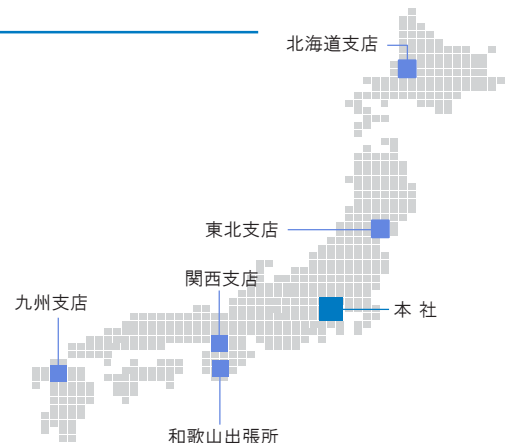 北海道支店
東北支店
関西支店
九州支店
本 社
和歌山出張所